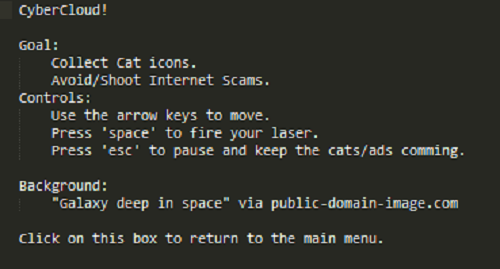 CyberCloud!
Goal:
Collect Cat icons.
Avoid/Shoot Internet Scams.
Controls:
Use the arrow keys to move.
Press 'space' to fire your laser.
Press 'esc' to pause and keep the cats/ads comming.
Background:
"Galaxy deep in space" via public-domain-image.com
Click on this box to return to the main menu.